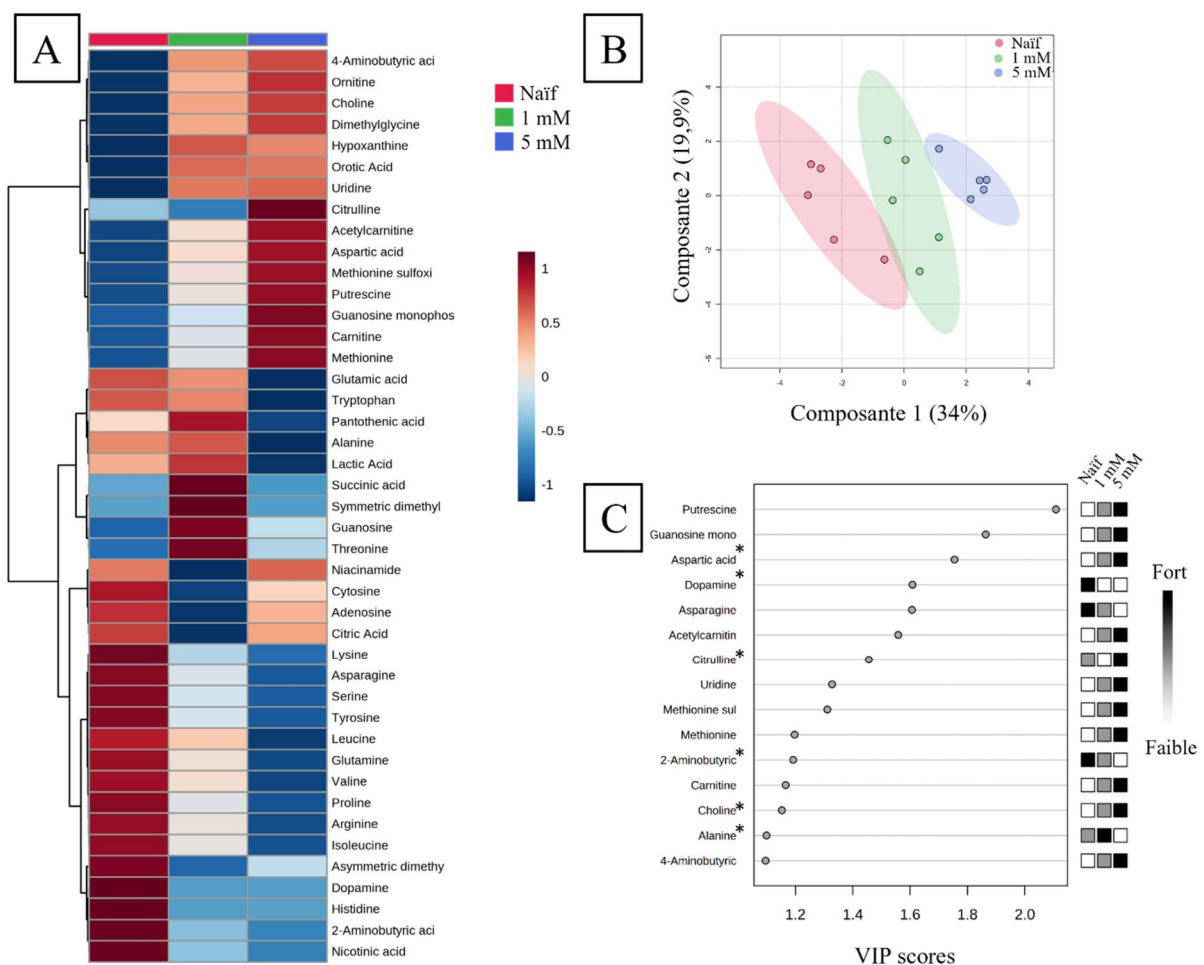 A
4-Aminobutyric aci
Ornitine
Choline
Dimethylglycine
Hypoxanthine
Orotic Acid
Uridine
Citrulline
Acetylcarnitine
Aspartic acid
Methionine sulfoxi
Putrescine
Guanosine monophos
Carnitine
Methionine
Glutamic acid
Tryptophan
Pantothenic acid
Alanine
Lactic Acid
Succinic acid
Symmetric dimethyl
Guanosine
Threonine
Niacinamide
Cytosine
Adenosine
Citric Acid
Lysine
Asparagine
Serine
Tyrosine
Leucine
Glutamine
Valine
Proline
Arginine
Isoleucine
Asymmetric dimethy
Dopamine
Histidine
2-Aminobutyric aci
Nicotinic acid
Naïf
1 mM
5 mM
1
0.5
0
-0.5
-1
B
Naïf
1 mM
5 mM
Composante 2 (19,9%)
4
2
0
-2
-4
-6
-4
-2
0
2
4
Composante 1 (34%)
C
Naïf
1 mM
5 mM
Putrescine
Guanosine mono
Aspartic acid *
Dopamine *
Asparagine
Acetylcarnitin
Citrulline *
Uridine
Methionine sul
Methionine
2-Aminobutyric *
Carnitine
Choline *
Alanine *
4-Aminobutyric
1.2
1.4
1.6
1.8
2.0
VIP scores
Fort
Faible